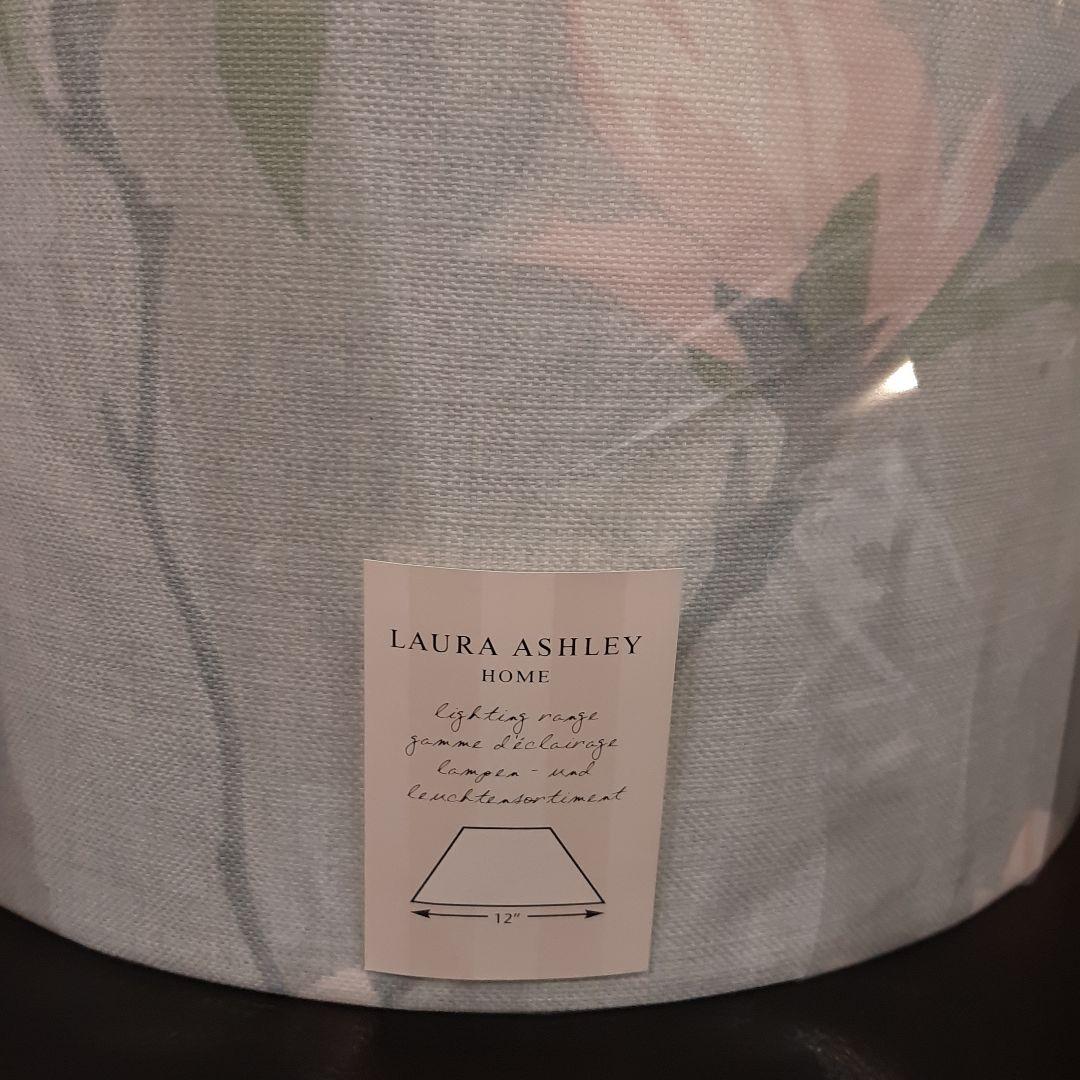 LAURA ASHLEY
HOME
lighting range
gamme d'éclairage
lampen - und
leuchtensortiment
12"